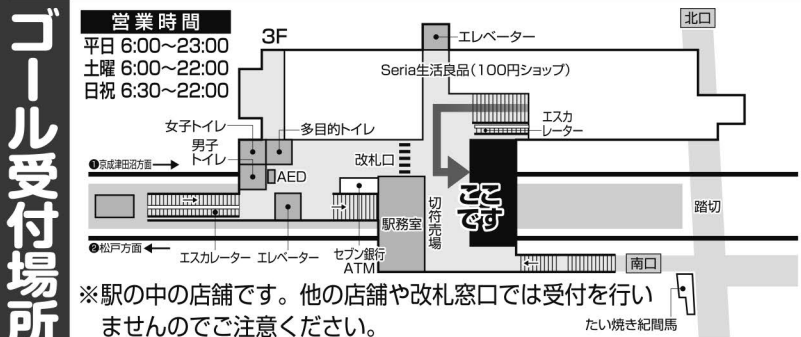 ゴール受付場所
営業時間
平日 6:00〜23:00
土曜 6:00〜22:00
日祝 6:30〜22:00
3F
エレベーター
北口
Seria生活良品（100円ショップ）
エスカ
レーター
女子トイレ
多目的トイレ
男子
トイレ
改札口
❶京成津田沼方面
AED
ここ
です
切符売場
駅務室
踏切
❷松戸方面
エスカレーター
エレベーター
セブン銀行
ATM
南口
たい焼き紀間馬
※駅の中の店舗です。他の店舗や改札窓口では受付を行い
ませんのでご注意ください。